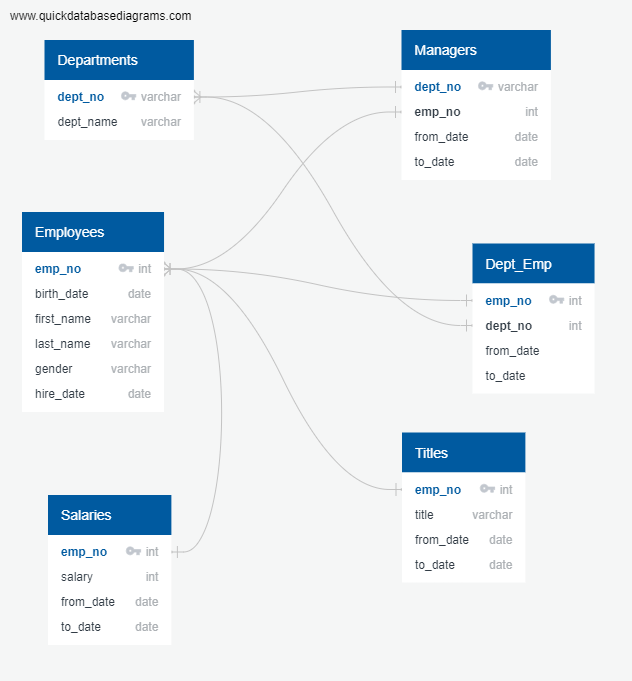 www.quickdatabasediagrams.com
Departments
dept_no varchar
dept_name varchar
Managers
dept_no varchar
emp_no int
from_date date
to_date date
Employees
emp_no int
birth_date date
first_name varchar
last_name varchar
gender varchar
hire_date date
Dept_Emp
emp_no int
dept_no int
from_date
to_date
Titles
emp_no int
title varchar
from_date date
to_date date
Salaries
emp_no int
salary int
from_date date
to_date date